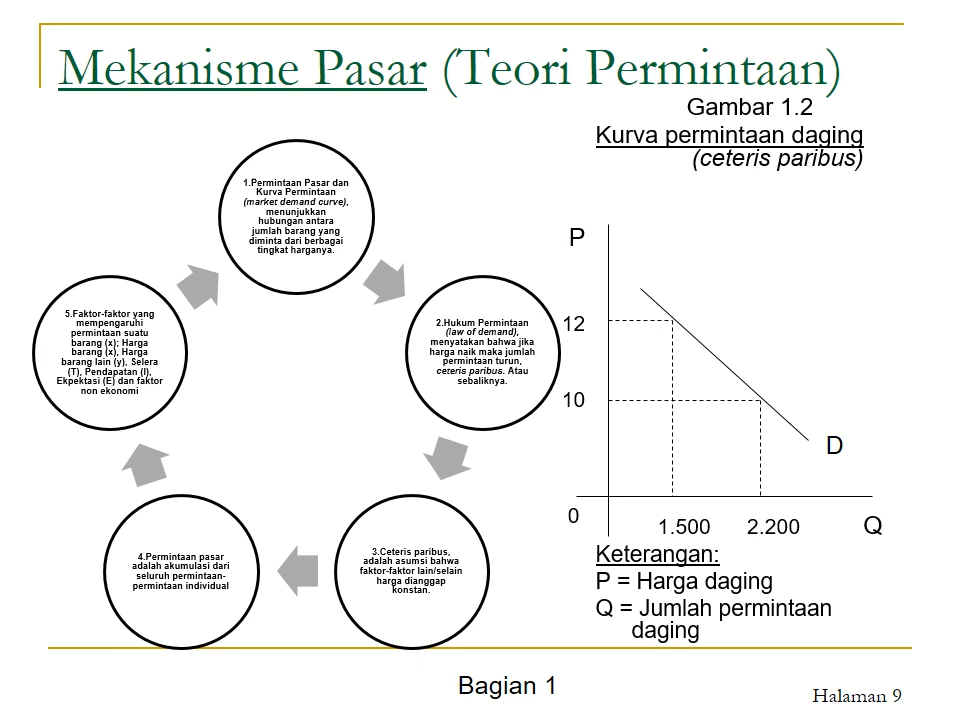 Mekanisme Pasar (Teori Permintaan)
Gambar 1.2
Kurva permintaan daging
(ceteris paribus)
1.Permintaan Pasar dan
Kurva Permintaan
(market demand curve),
menunjukkan
hubungan antara
jumlah barang yang
diminta dari berbagai
tingkat harganya.
2.Hukum Permintaan
(law of demand),
menyatakan bahwa jika
harga naik maka jumlah
permintaan turun,
ceteris paribus. Atau
sebaliknya.
3.Ceteris paribus,
adalah asumsi bahwa
faktor-faktor lain/selain
harga dianggap
konstan.
4.Permintaan pasar
adalah akumulasi dari
seluruh permintaan-
permintaan individual
5.Faktor-faktor yang
mempengaruhi
permintaan suatu
barang (x); Harga
barang (x), Harga
barang lain (y), Selera
(T), Pendapatan (I),
Ekpektasi (E) dan faktor
non ekonomi
P
12
10
D
0
1.500 2.200 Q
Keterangan:
P = Harga daging
Q = Jumlah permintaan
daging
Bagian 1
Halaman 9